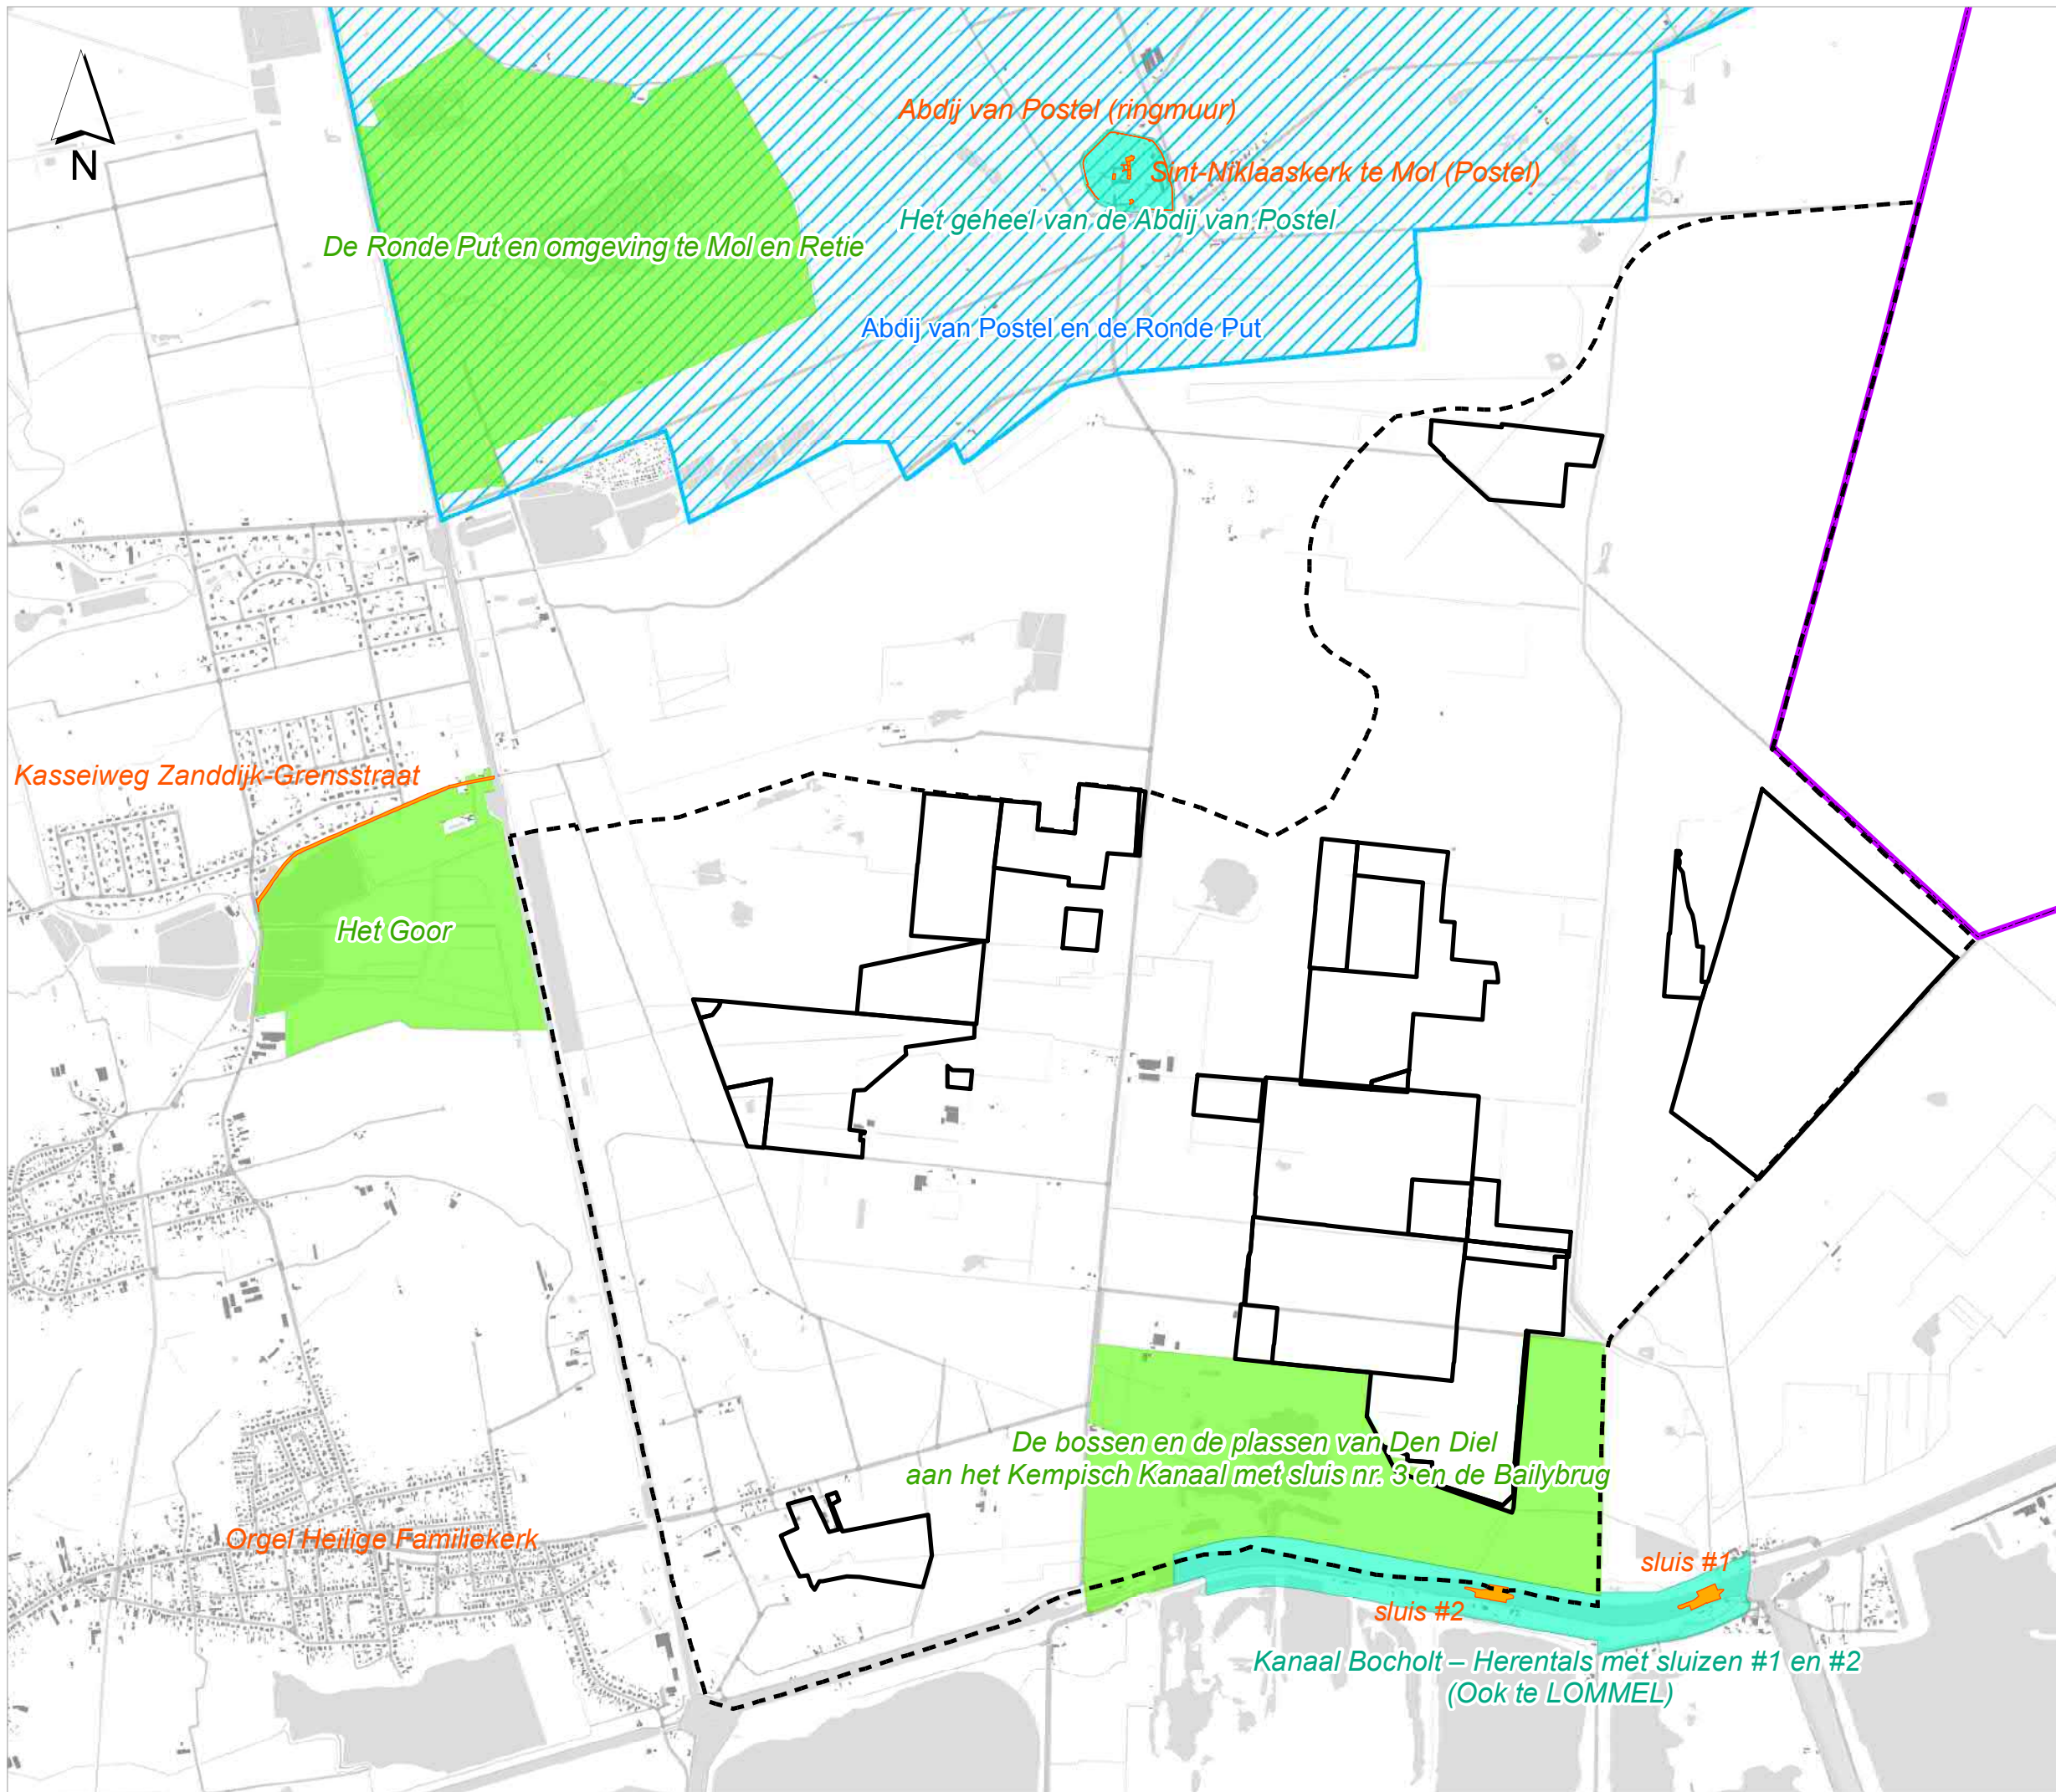 N
Abdij van Postel (ringmuur)
Sint-Niklaaskerk te Mol (Postel)
Het geheel van de Abdij van Postel
De Ronde Put en omgeving te Mol en Retie
Abdij van Postel en de Ronde Put
Kasseiweg Zanddijk-Grensstraat
Het Goor
De bossen en de plassen van Den Diel
aan het Kempisch Kanaal met sluis nr. 3 en de Bailybrug
Orgel Heilige Familiekerk
sluis #1
sluis #2
Kanaal Bocholt – Herentals met sluizen #1 en #2
(Ook te LOMMEL)